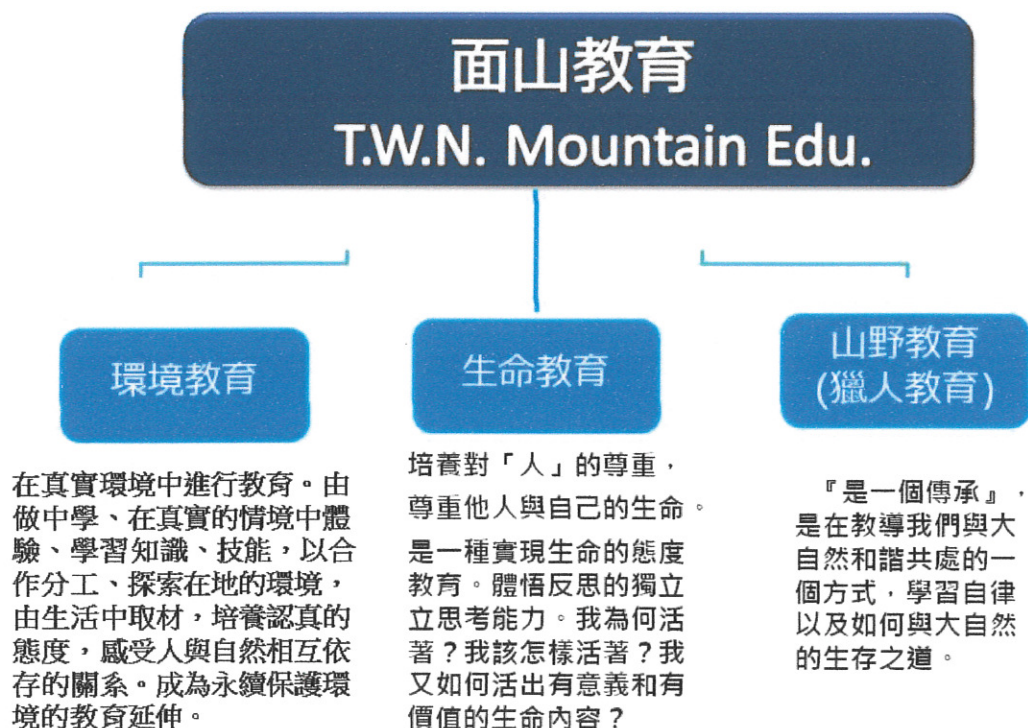 面山教育
T.W.N. Mountain Edu.
環境教育
在真實環境中進行教育。由
做中學、在真實的情境中體
驗、學習知識、技能，以合
作分工、探索在地的環境，
由生活中取材，培養認真的
態度，感受人與自然相互依
存的關系。成為永續保護環
境的教育延伸。
生命教育
培養對「人」的尊重，
尊重他人與自己的生命。
是一種實現生命的態度
教育。體悟反思的獨立
立思考能力。我為何活
著？我該怎樣活著？我
又如何活出有意義和有
價值的生命內容？
山野教育
(獵人教育)
『是一個傳承』，
是在教導我們與大
自然和諧共處的一
個方式，學習自律
以及如何與大自然
的生存之道。